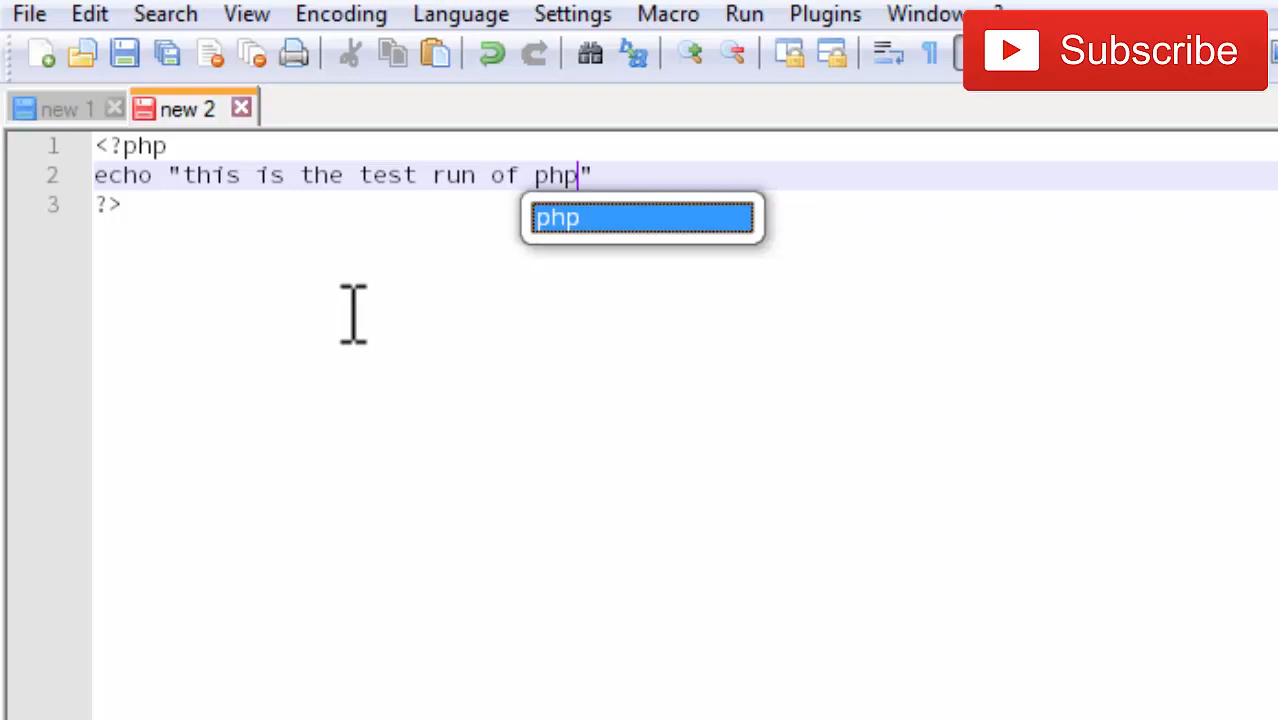 File Edit Search View Encoding Language Settings Macro Run Plugins Window ?
Subscribe
new 1 new 2
1 <?php
2 echo "this is the test run of php"
3 ?>
php